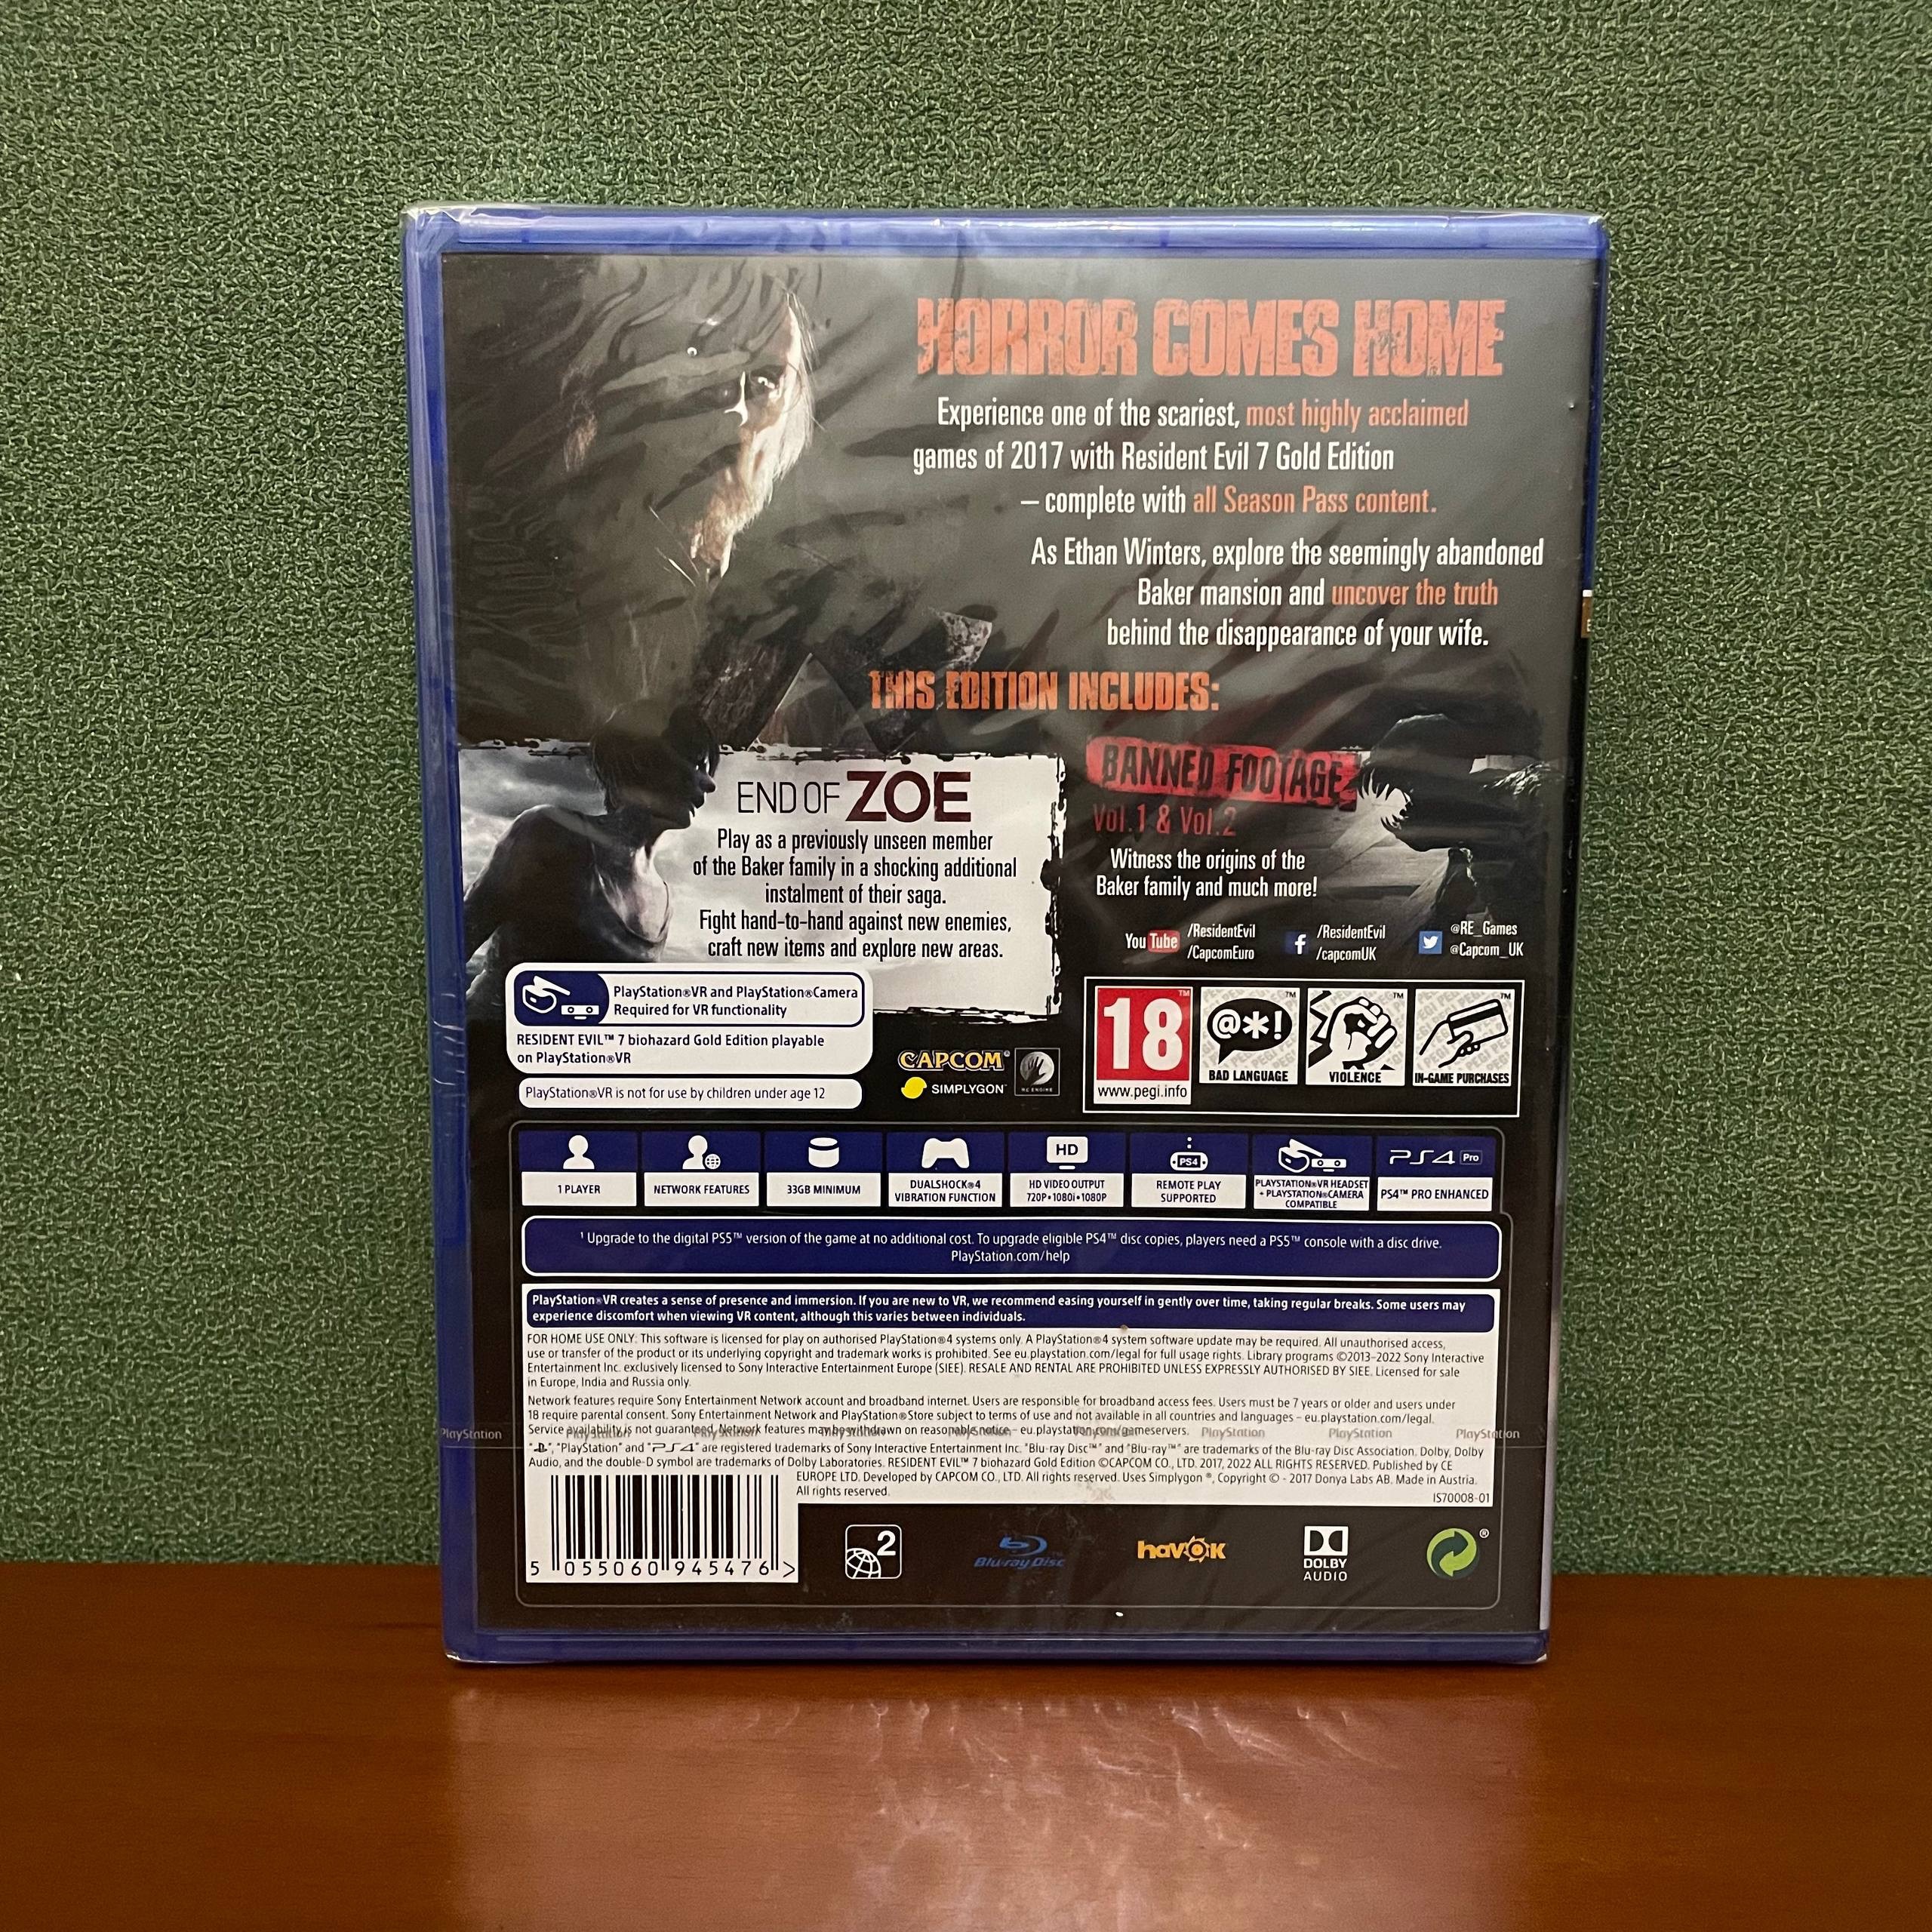 HORROR COMES HOME
Experience one of the scariest, most highly acclaimed
games of 2017 with Resident Evil 7 Gold Edition
– complete with all Season Pass content.
As Ethan Winters, explore the seemingly abandoned
Baker mansion and uncover the truth
behind the disappearance of your wife.
THIS EDITION INCLUDES:
END OF ZOE
Play as a previously unseen member
of the Baker family in a shocking additional
instalment of their saga.
Fight hand-to-hand against new enemies,
craft new items and explore new areas.
BANNED FOOTAGE
Vol.1 & Vol.2
Witness the origins of the
Baker family and much more!
YouTube /ResidentEvil
/CapcomEuro
f /ResidentEvil
/capcomUK
@RE_Games
@Capcom_UK
PlayStation®VR and PlayStation®Camera
Required for VR functionality
RESIDENT EVIL™ 7 biohazard Gold Edition playable
on PlayStation®VR
PlayStation®VR is not for use by children under age 12
CAPCOM®
SIMPLYGON
RE ENGINE
18™
www.pegi.info
@*!™
BAD LANGUAGE
™
VIOLENCE
™
IN-GAME PURCHASES
1 PLAYER
NETWORK FEATURES
33GB MINIMUM
DUALSHOCK®4
VIBRATION FUNCTION
HD
HD VIDEO OUTPUT
720P•1080i•1080P
PS4
REMOTE PLAY
SUPPORTED
PLAYSTATION®VR HEADSET
+ PLAYSTATION®CAMERA
COMPATIBLE
PS4 Pro
PS4™ PRO ENHANCED
¹ Upgrade to the digital PS5™ version of the game at no additional cost. To upgrade eligible PS4™ disc copies, players need a PS5™ console with a disc drive.
PlayStation.com/help
PlayStation®VR creates a sense of presence and immersion. If you are new to VR, we recommend easing yourself in gently over time, taking regular breaks. Some users may
experience discomfort when viewing VR content, although this varies between individuals.
FOR HOME USE ONLY. This software is licensed for play on authorised PlayStation®4 systems only. A PlayStation®4 system software update may be required. All unauthorised access,
use or transfer of the product or its underlying copyright and trademark works is prohibited. See eu.playstation.com/legal for full usage rights. Library programs ©2013-2022 Sony Interactive
Entertainment Inc. exclusively licensed to Sony Interactive Entertainment Europe (SIEE). RESALE AND RENTAL ARE PROHIBITED UNLESS EXPRESSLY AUTHORISED BY SIEE. Licensed for sale
in Europe, India and Russia only.
Network features require Sony Entertainment Network account and broadband internet. Users are responsible for broadband access fees. Users must be 7 years or older and users under
18 require parental consent. Sony Entertainment Network and PlayStation®Store subject to terms of use and not available in all countries and languages – eu.playstation.com/legal.
Service availability is not guaranteed. Network features may be withdrawn on reasonable notice – eu.playstation.com/gameservers.
PlayStation PlayStation PlayStation PlayStation PlayStation PlayStation PlayStation PlayStation PlayStation
"PlayStation" and "PS4" are registered trademarks of Sony Interactive Entertainment Inc. "Blu-ray Disc™" and "Blu-ray™" are trademarks of the Blu-ray Disc Association. Dolby, Dolby
Audio, and the double-D symbol are trademarks of Dolby Laboratories. RESIDENT EVIL™ 7 biohazard Gold Edition ©CAPCOM CO., LTD. 2017, 2022 ALL RIGHTS RESERVED. Published by CE
EUROPE LTD. Developed by CAPCOM CO., LTD. All rights reserved. Uses Simplygon ®, Copyright © - 2017 Donya Labs AB. Made in Austria.
All rights reserved.
IS70008-01
5 055060 945476 >
2
Blu-ray Disc
havok
DOLBY
AUDIO
®